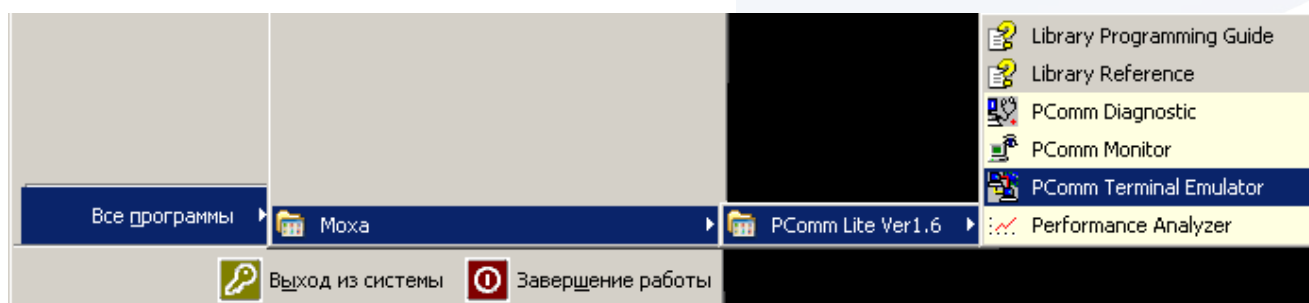 Library Programming Guide
Library Reference
PComm Diagnostic
PComm Monitor
PComm Terminal Emulator
Все программы
Moxa
PComm Lite Ver1.6
Performance Analyzer
Выход из системы
Завершение работы